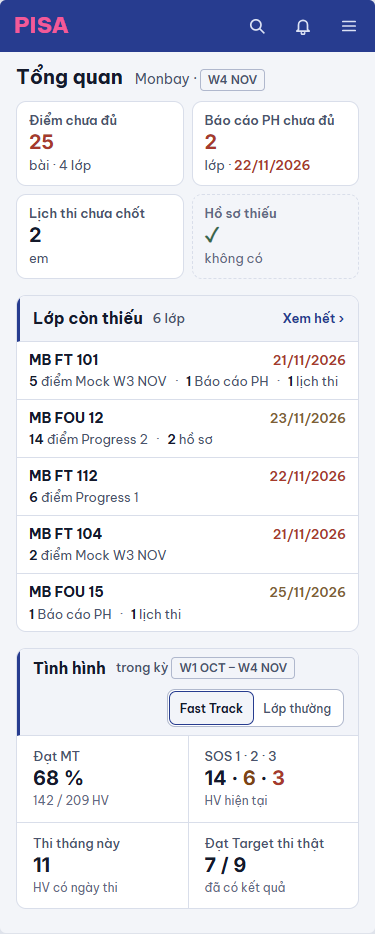 PISA
Tổng quan Monbay · W4 NOV
Điểm chưa đủ
25
bài · 4 lớp
Báo cáo PH chưa đủ
2
lớp · 22/11/2026
Lịch thi chưa chốt
2
em
Hồ sơ thiếu
✓
không có
Lớp còn thiếu 6 lớp Xem hết ›
MB FT 101 21/11/2026
5 điểm Mock W3 NOV · 1 Báo cáo PH · 1 lịch thi
MB FOU 12 23/11/2026
14 điểm Progress 2 · 2 hồ sơ
MB FT 112 22/11/2026
6 điểm Progress 1
MB FT 104 21/11/2026
2 điểm Mock W3 NOV
MB FOU 15 25/11/2026
1 Báo cáo PH · 1 lịch thi
Tình hình trong kỳ W1 OCT – W4 NOV
Fast Track Lớp thường
Đạt MT
68 %
142 / 209 HV
SOS 1 · 2 · 3
14 · 6 · 3
HV hiện tại
Thi tháng này
11
HV có ngày thi
Đạt Target thi thật
7 / 9
đã có kết quả